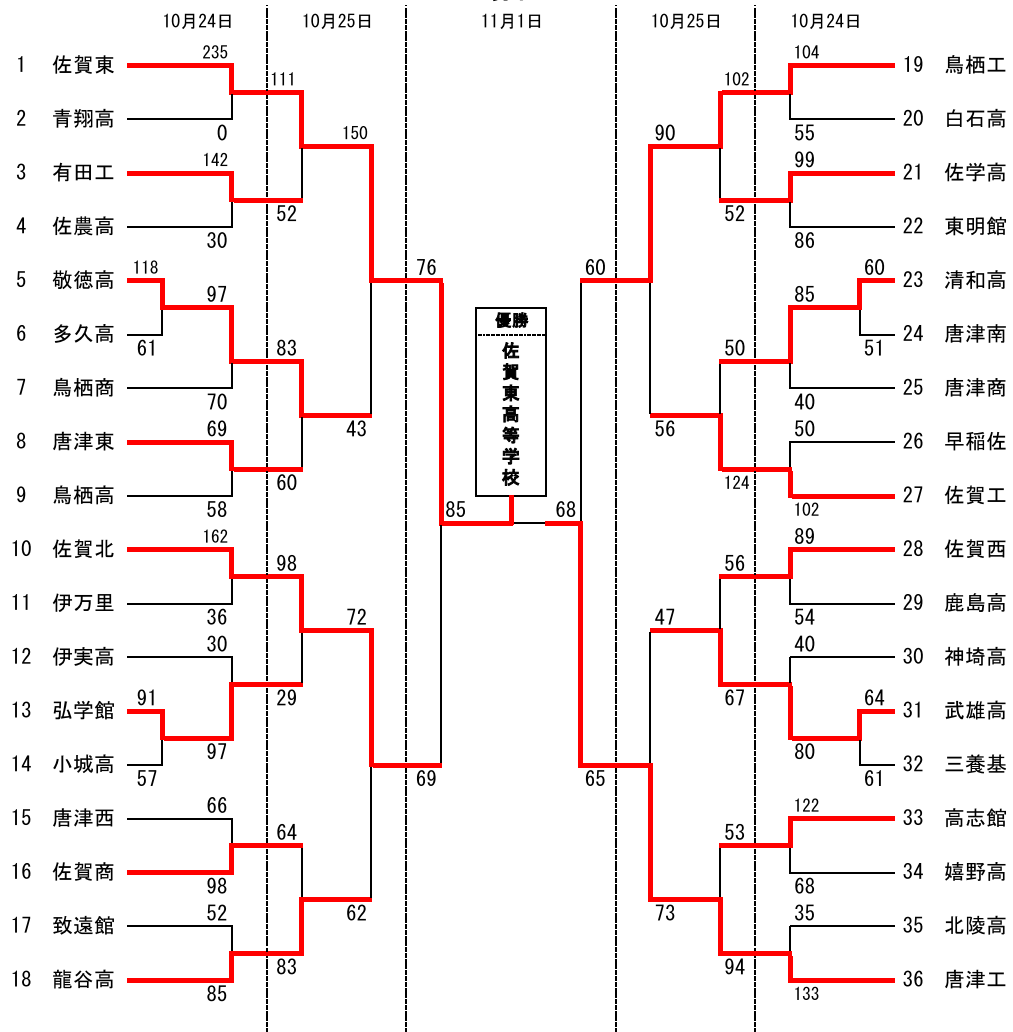 10月24日 10月25日 11月1日 10月25日 10月24日
235 104
1 佐賀東 111 102 19 鳥栖工
2 青翔高 20 白石高
0 150 90 55
142 99
3 有田工 21 佐学高
52 52
4 佐農高 22 東明館
30 86
118 76 60 60
5 敬徳高 23 清和高
97 85
6 多久高 優勝 24 唐津南
61 83 50 51
7 鳥栖商 25 唐津商
70 40
69 43 56 50
8 唐津東 佐賀東高等学校 26 早稲佐
60 124
9 鳥栖高 27 佐賀工
58 85 68 102
162 89
10 佐賀北 28 佐賀西
98 56
11 伊万里 29 鹿島高
36 72 47 54
30 40
12 伊実高 30 神埼高
91 29 67 64
13 弘学館 31 武雄高
97 80
14 小城高 32 三養基
57 69 65 61
66 122
15 唐津西 33 高志館
64 53
16 佐賀商 34 嬉野高
98 68
52 62 73 35
17 致遠館 35 北陵高
83 94
18 龍谷高 36 唐津工
85 133